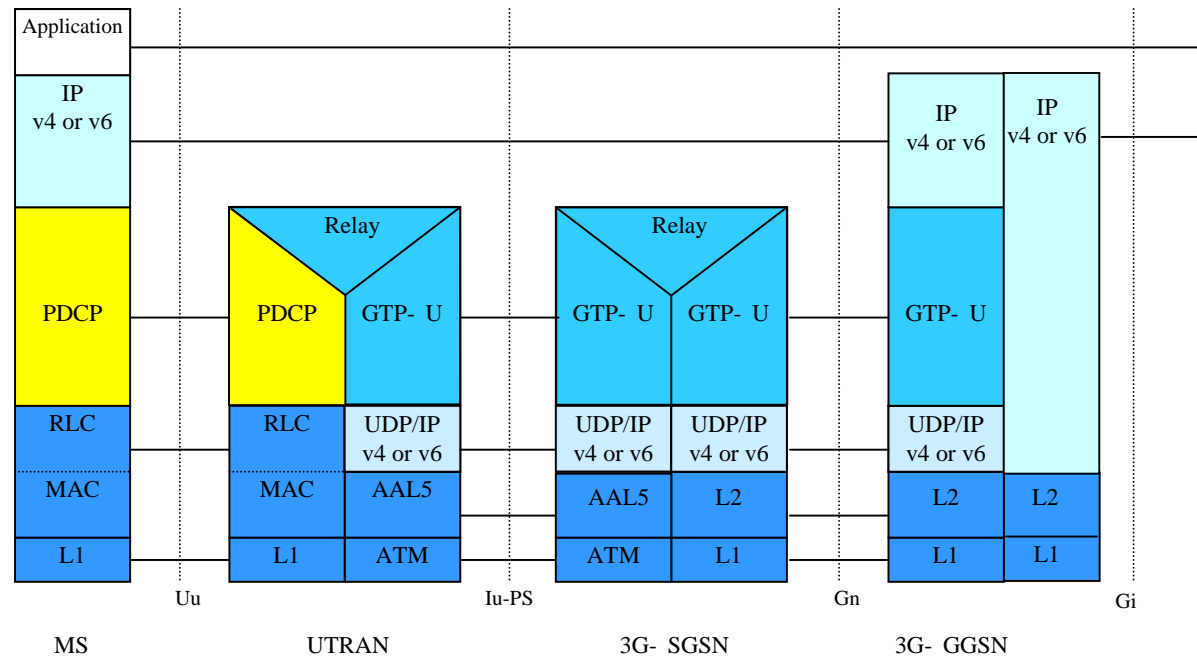 Application
IP
v4 or v6
IP
v4 or v6
IP
v4 or v6
Relay
Relay
PDCP
PDCP
GTP- U
GTP- U
GTP- U
GTP- U
RLC
RLC
UDP/IP
v4 or v6
UDP/IP
v4 or v6
UDP/IP
v4 or v6
UDP/IP
v4 or v6
MAC
MAC
AAL5
AAL5
L2
L2
L2
L1
L1
ATM
ATM
L1
L1
L1
Uu
Iu-PS
Gn
Gi
MS
UTRAN
3G- SGSN
3G- GGSN